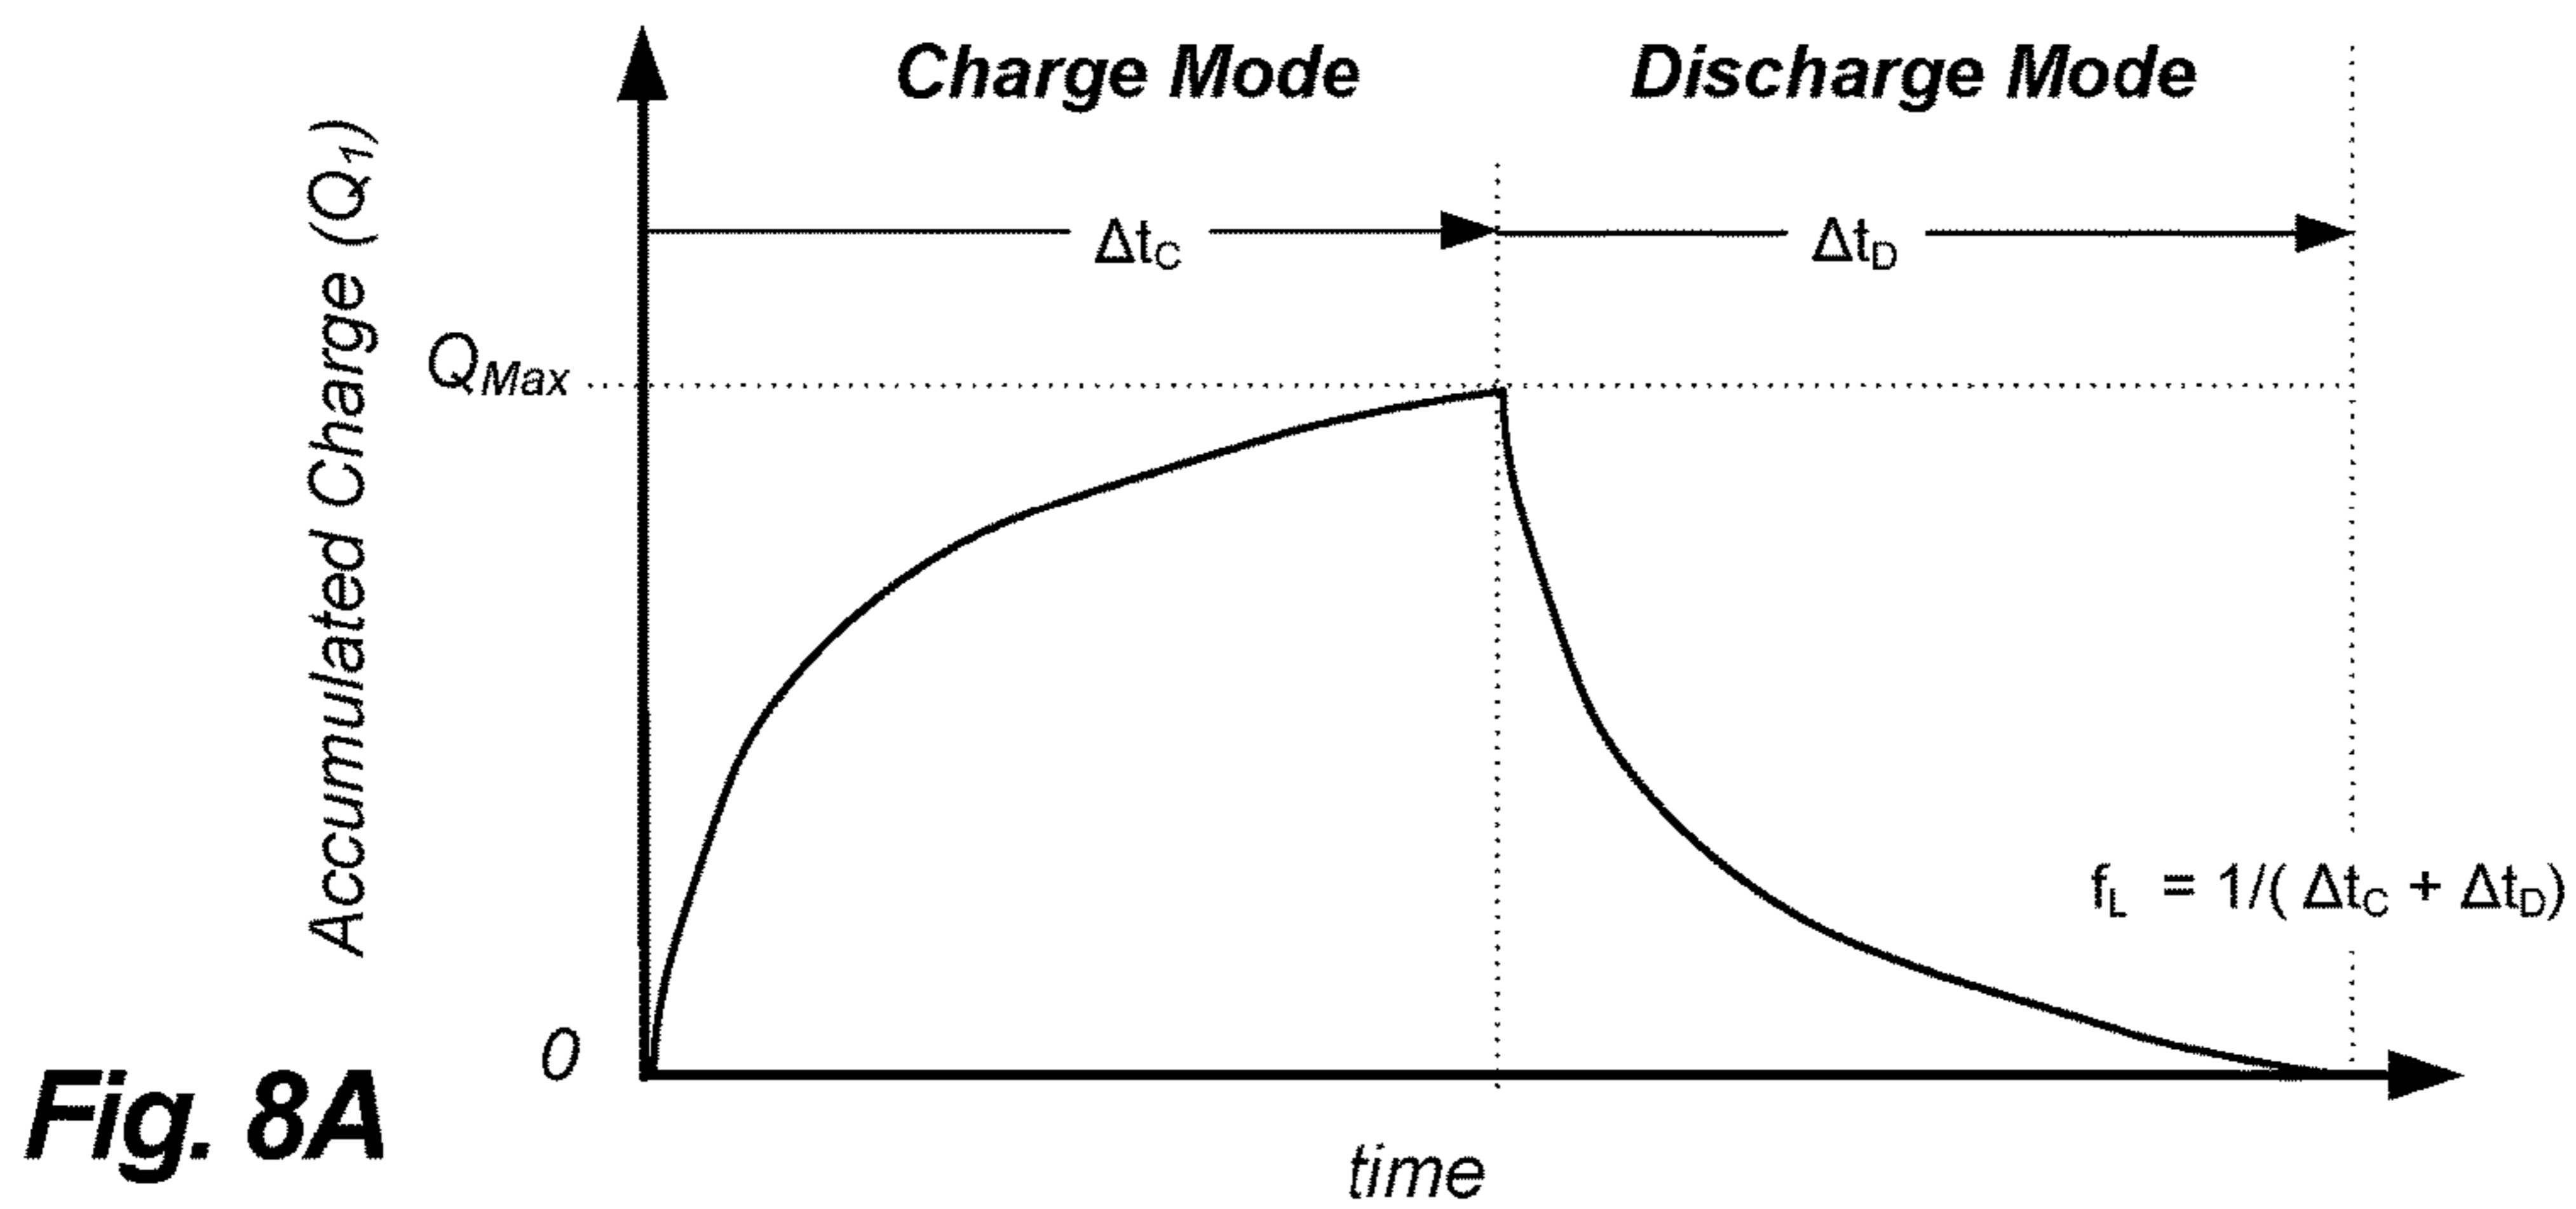 Charge Mode
Discharge Mode
Accumulated Charge (Q1)
ΔtC
ΔtD
QMax
fL = 1/( ΔtC + ΔtD)
0
time
Fig. 8A